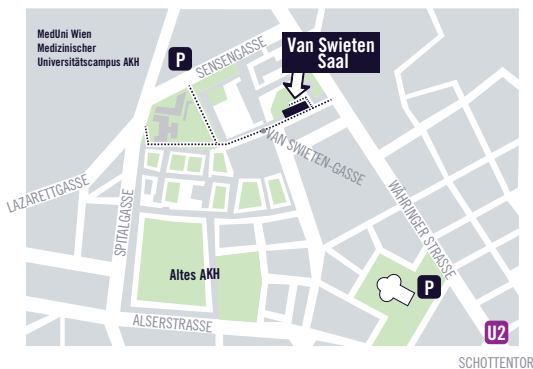 MedUni Wien
Medizinischer
Universitätscampus AKH
P
SENSENGASSE
Van Swieten
Saal
VAN SWIETEN-GASSE
LAZARETTGASSE
SPITALGASSE
WÄHRINGER STRASSE
Altes AKH
P
ALSERSTRASSE
U2
SCHOTTENTOR